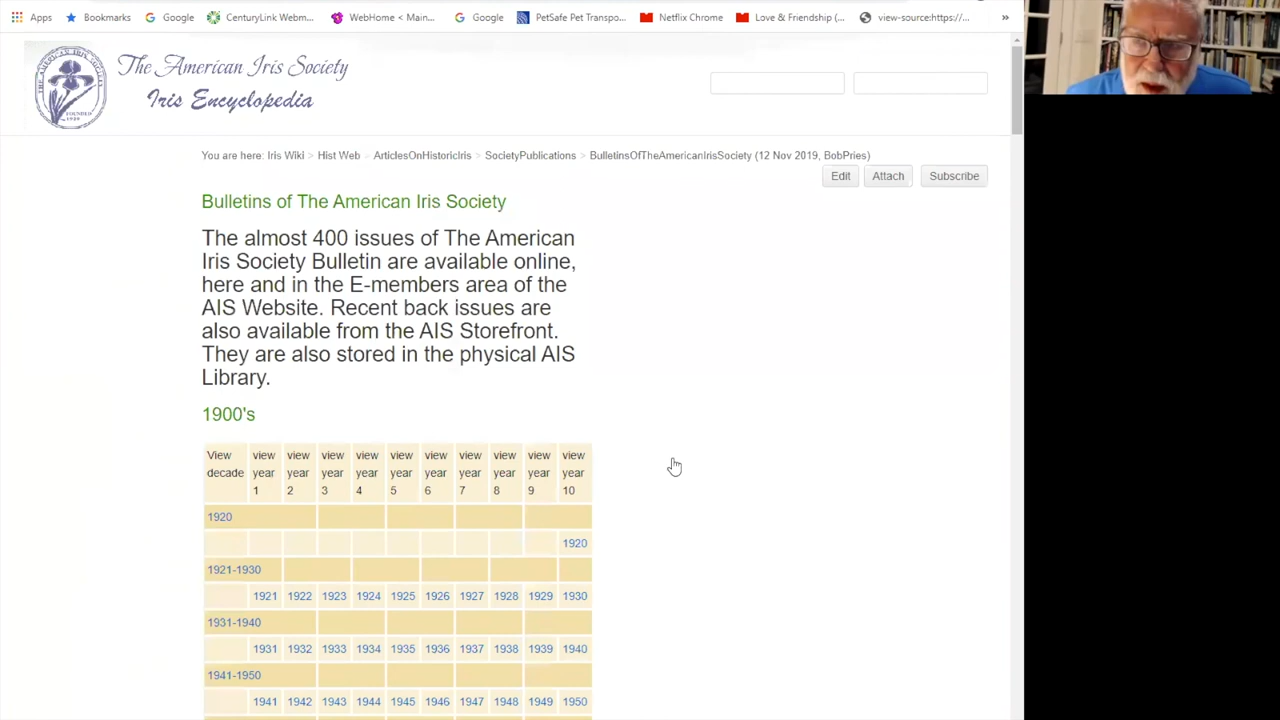 Apps Bookmarks Google CenturyLink Webm... WebHome < Main... Google PetSafe Pet Transpo... Netflix Chrome Love & Friendship (... view-source:https://... »
The American Iris Society
Iris Encyclopedia
You are here: Iris Wiki > Hist Web > ArticlesOnHistoricIris > SocietyPublications > BulletinsOfTheAmericanIrisSociety (12 Nov 2019, BobPries)
Edit Attach Subscribe
Bulletins of The American Iris Society
The almost 400 issues of The American
Iris Society Bulletin are available online,
here and in the E-members area of the
AIS Website. Recent back issues are
also available from the AIS Storefront.
They are also stored in the physical AIS
Library.
1900's
View view view view view view view view view view view
decade year year year year year year year year year year
1 2 3 4 5 6 7 8 9 10
1920
1920
1921-1930
1921 1922 1923 1924 1925 1926 1927 1928 1929 1930
1931-1940
1931 1932 1933 1934 1935 1936 1937 1938 1939 1940
1941-1950
1941 1942 1943 1944 1945 1946 1947 1948 1949 1950